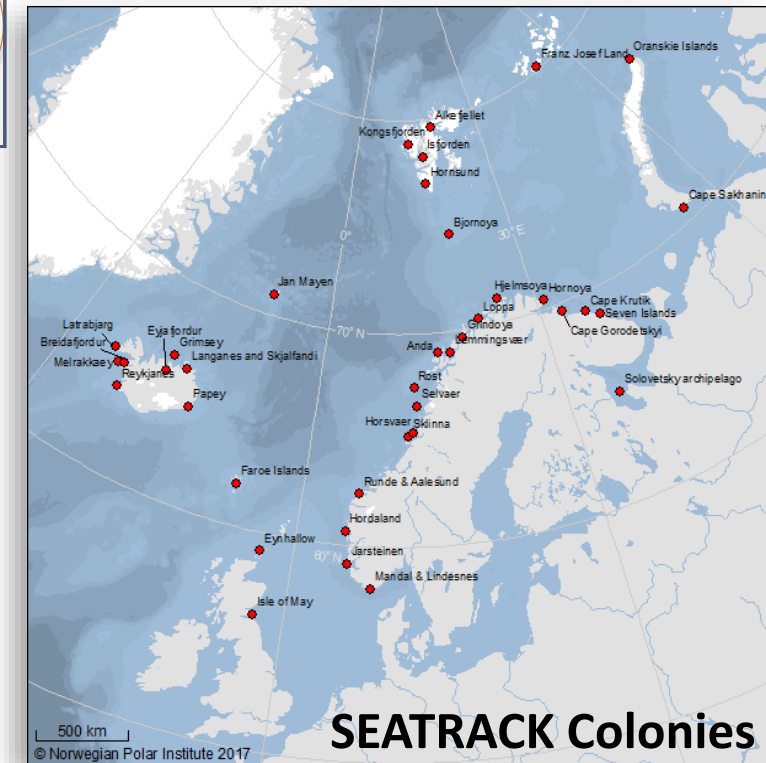 Franz Josef Land
Oranskie Islands
Alkefjellet
Kongsfjorden
Isfjorden
Hornsund
Cape Sakhanin
Bjornoya
0°
30° E
Jan Mayen
Hjelmsoya
Hornoya
Loppa
Cape Krutik
Seven Islands
Cape Gorodetskyi
70° N
Grindoya
Anda
Lemmingsvær
Latrabjarg
Eyjafjordur
Breidafjordur
Grimsey
Melrakkaey
Langanes and Skjalfandi
Reykjanes
Papey
Rost
Selvaer
Solovetsky archipelago
Horsvaer
Sklinna
Faroe Islands
Runde & Aalesund
Hordaland
Eynhallow
60° N
Jarsteinen
Mandal & Lindesnes
Isle of May
500 km
SEATRACK Colonies
© Norwegian Polar Institute 2017